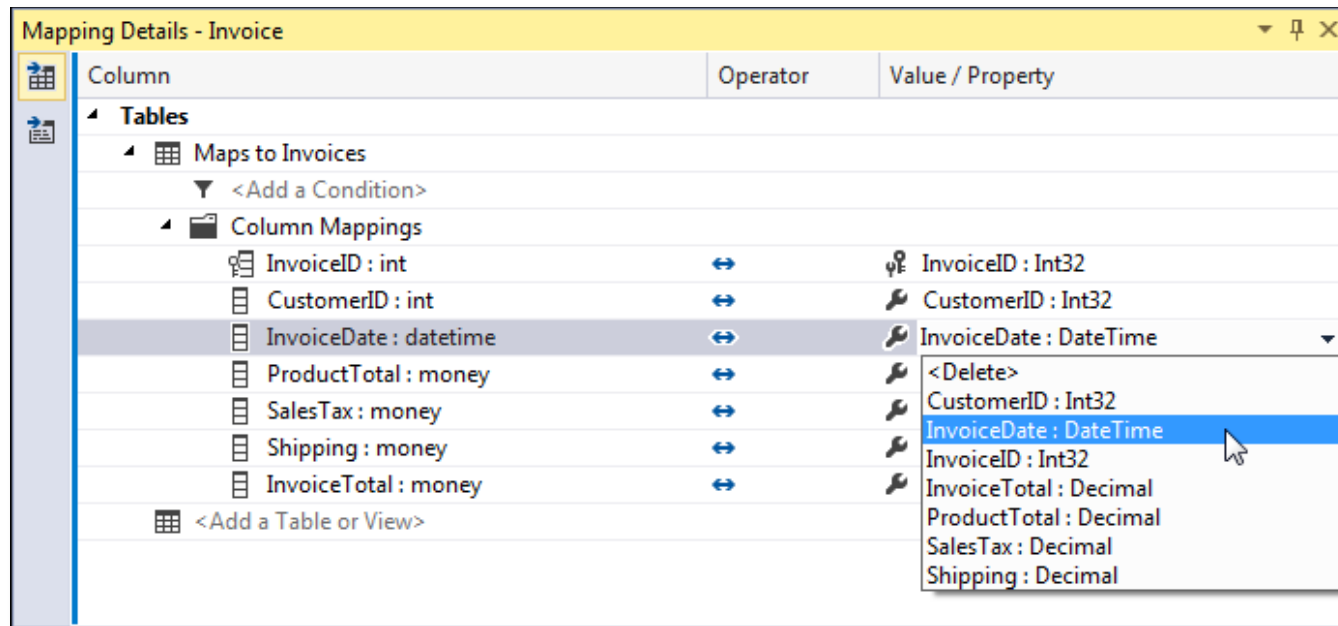 Mapping Details - Invoice
Column Operator Value / Property
Tables
Maps to Invoices
<Add a Condition>
Column Mappings
InvoiceID : int InvoiceID : Int32
CustomerID : int CustomerID : Int32
InvoiceDate : datetime InvoiceDate : DateTime
ProductTotal : money <Delete>
CustomerID : Int32
SalesTax : money
InvoiceDate : DateTime
Shipping : money InvoiceID : Int32
InvoiceTotal : money InvoiceTotal : Decimal
<Add a Table or View> ProductTotal : Decimal
SalesTax : Decimal
Shipping : Decimal